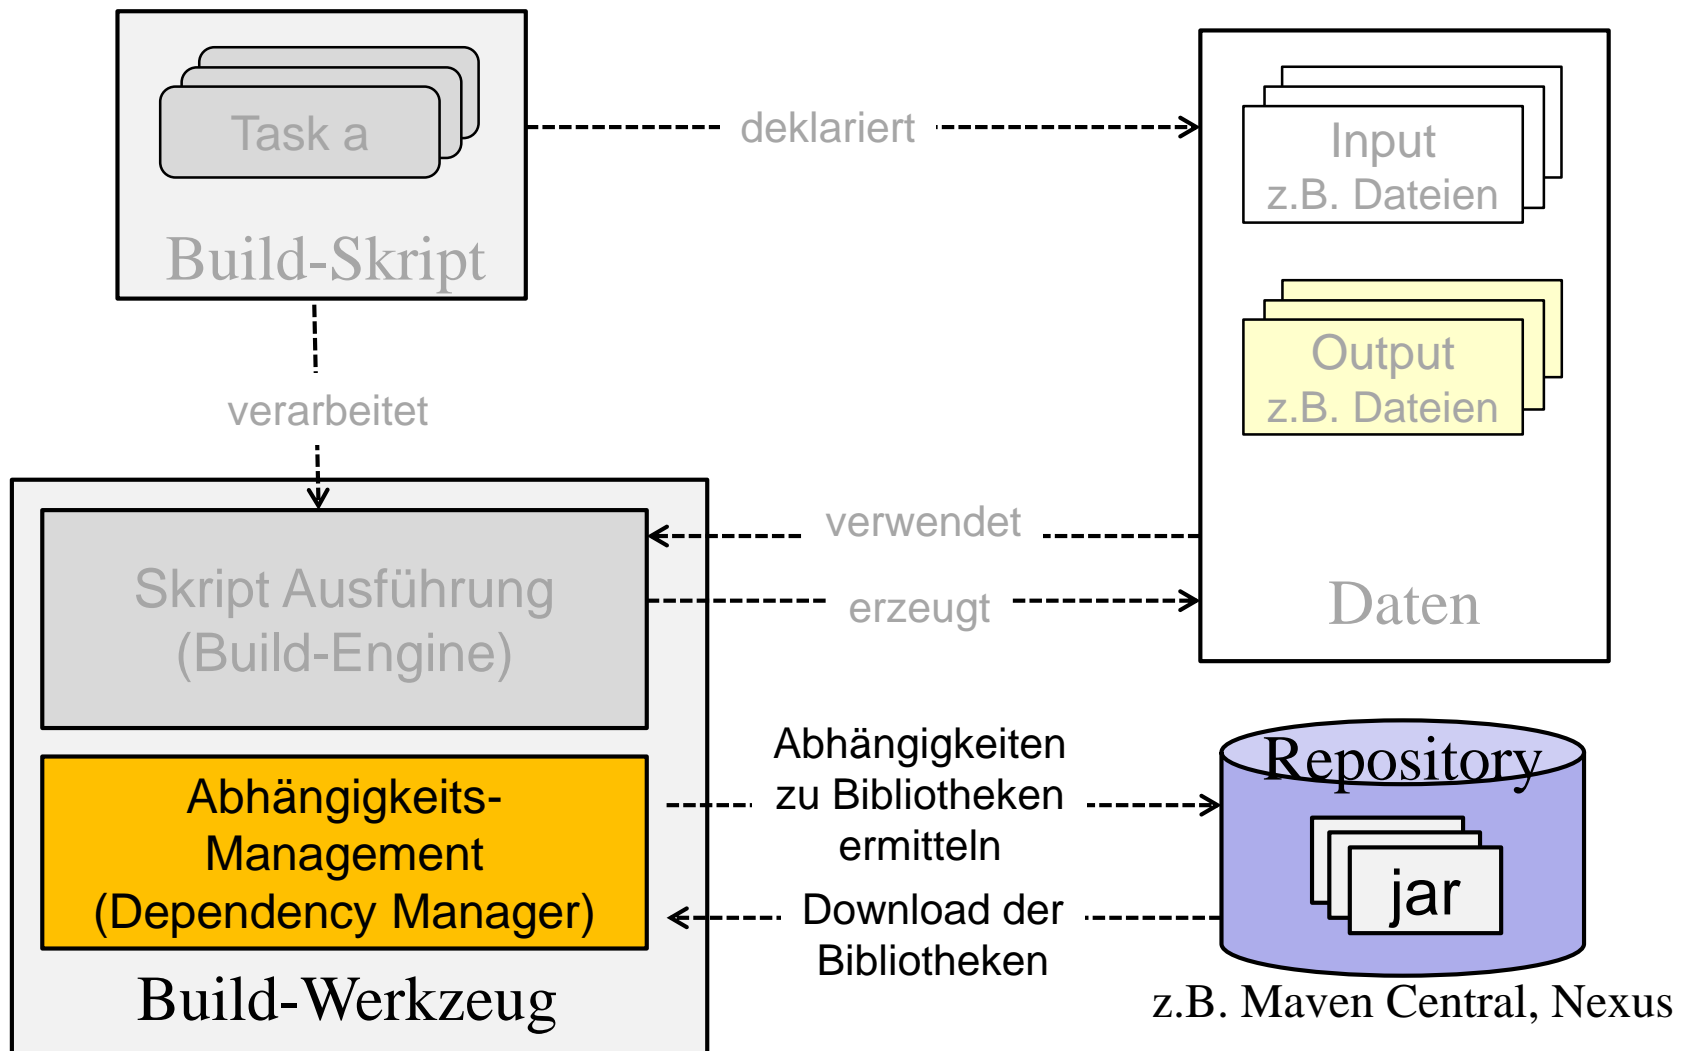 Task a
Build-Skript
deklariert
Input
z.B. Dateien
Output
z.B. Dateien
Daten
verarbeitet
verwendet
erzeugt
Skript Ausführung
(Build-Engine)
Abhängigkeits-
Management
(Dependency Manager)
Build-Werkzeug
Abhängigkeiten
zu Bibliotheken
ermitteln
Download der
Bibliotheken
Repository
jar
z.B. Maven Central, Nexus